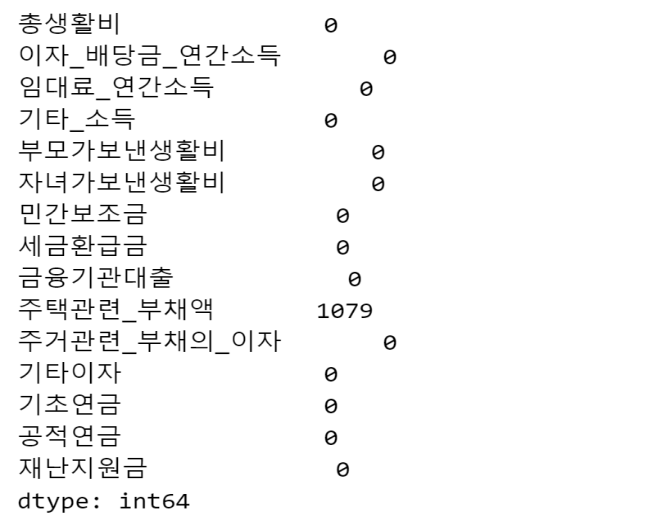 총생활비 0
이자_배당금_연간소득 0
임대료_연간소득 0
기타_소득 0
부모가보낸생활비 0
자녀가보낸생활비 0
민간보조금 0
세금환급금 0
금융기관대출 0
주택관련_부채액 1079
주거관련_부채의_이자 0
기타이자 0
기초연금 0
공적연금 0
재난지원금 0
dtype: int64